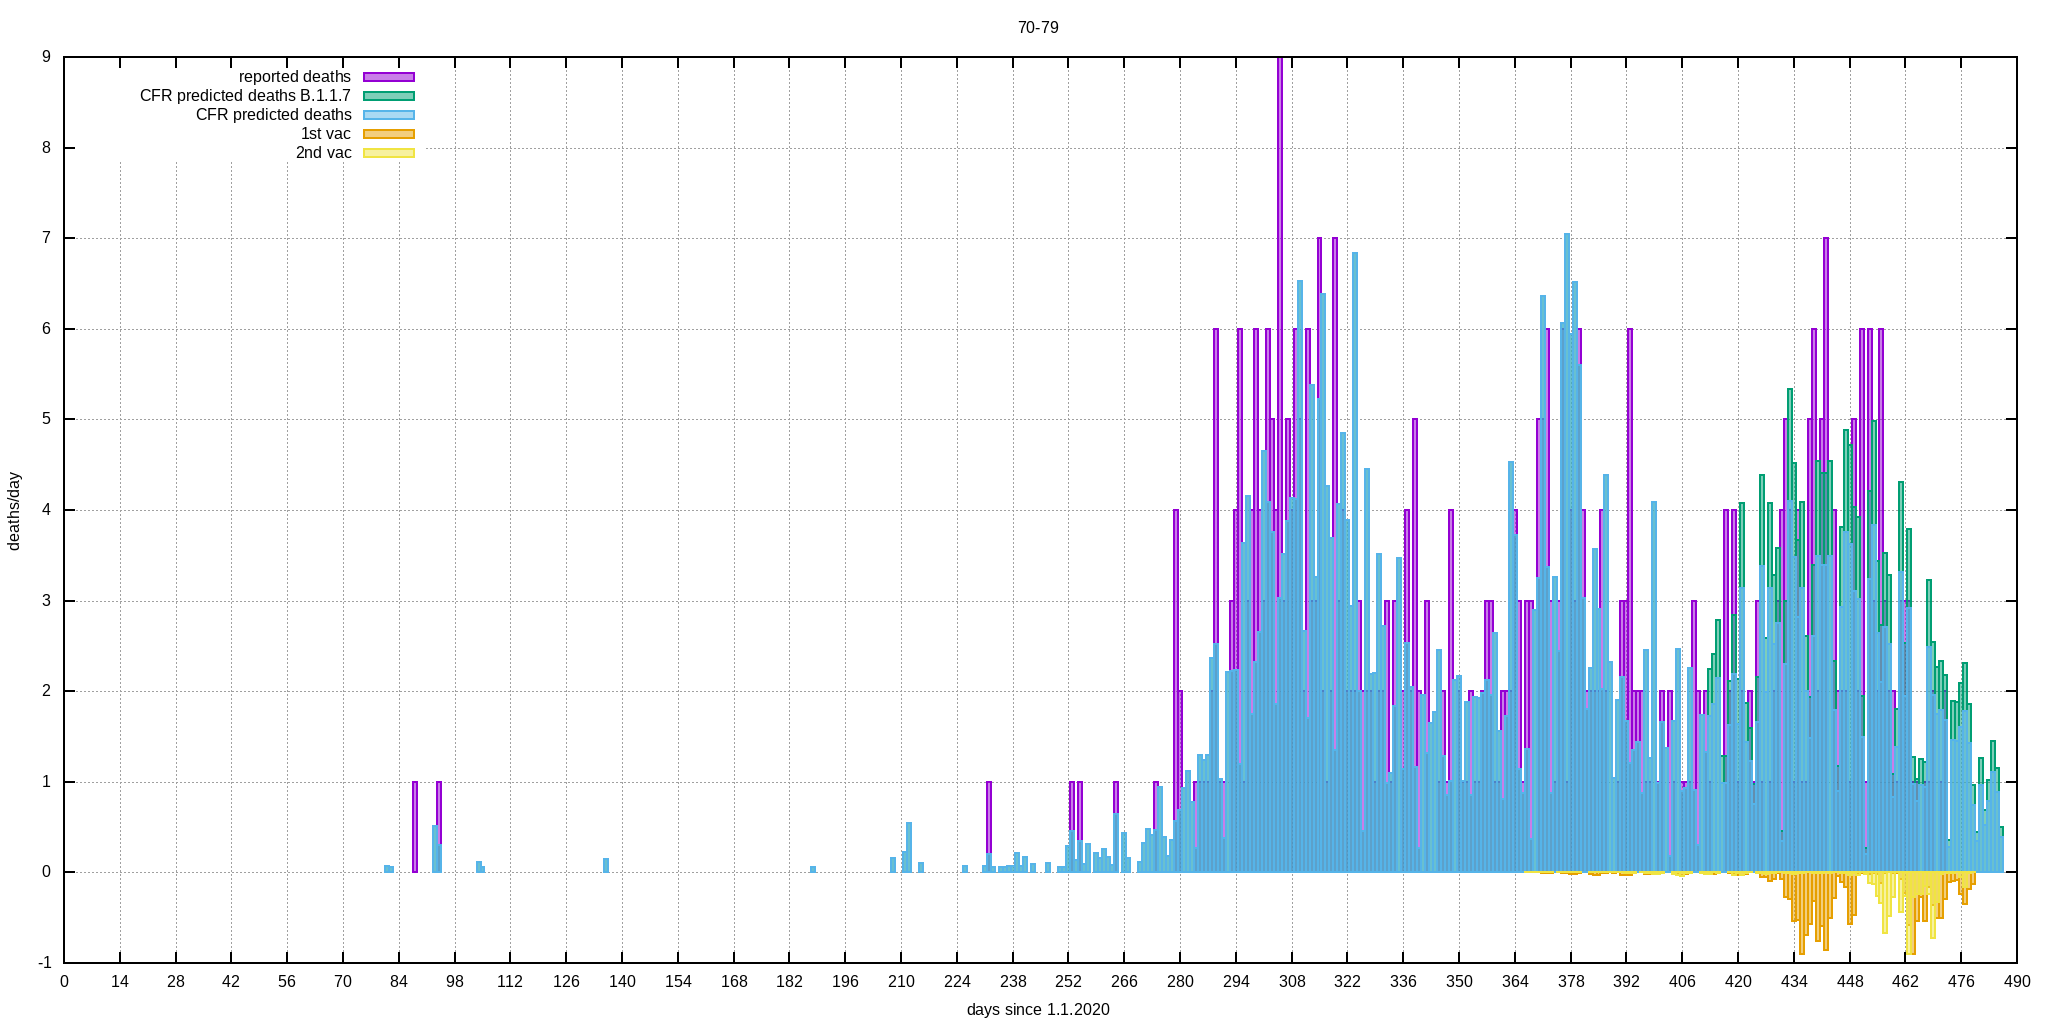 70-79
reported deaths
CFR predicted deaths B.1.1.7
CFR predicted deaths
1st vac
2nd vac
9
8
7
6
5
4
3
2
1
0
-1
deaths/day
0 14 28 42 56 70 84 98 112 126 140 154 168 182 196 210 224 238 252 266 280 294 308 322 336 350 364 378 392 406 420 434 448 462 476 490
days since 1.1.2020